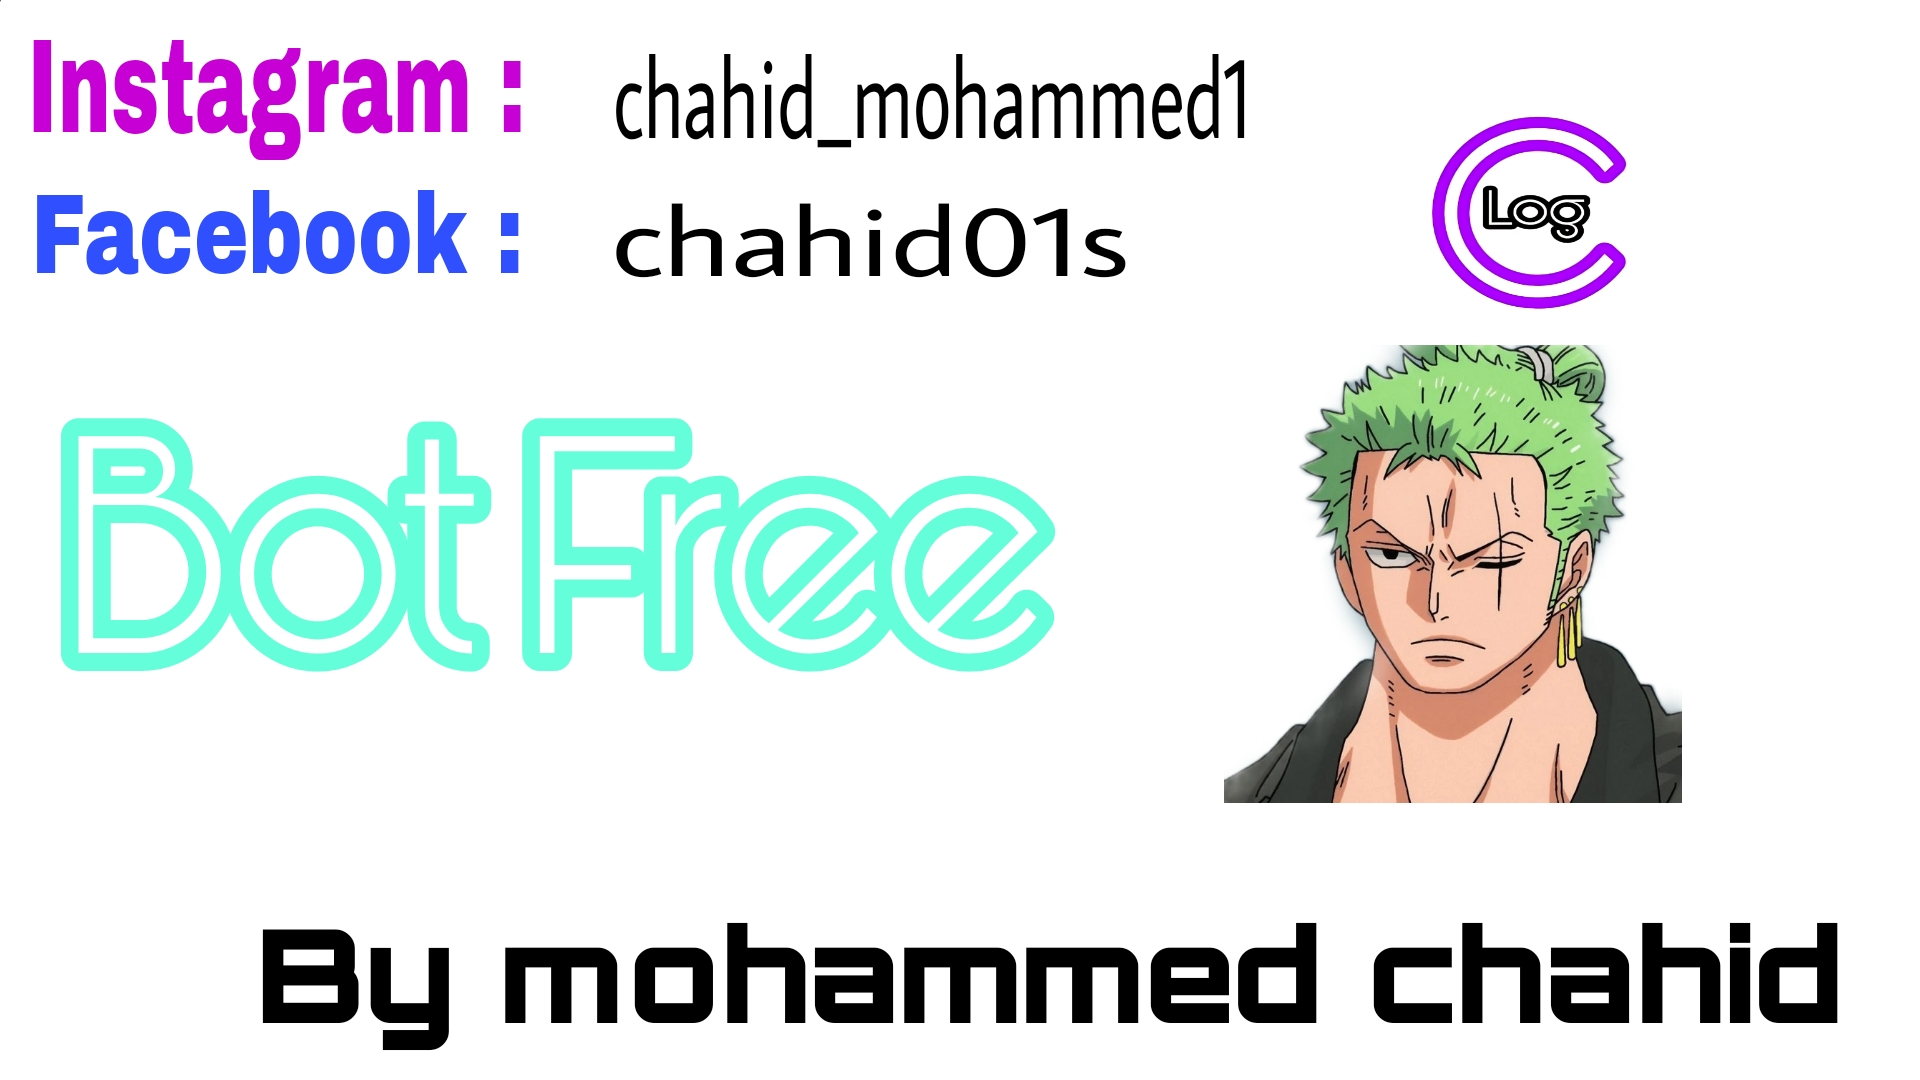 Instagram : chahid_mohammed1
Facebook : chahid01s
C
Log
Bot Free
By mohammed chahid